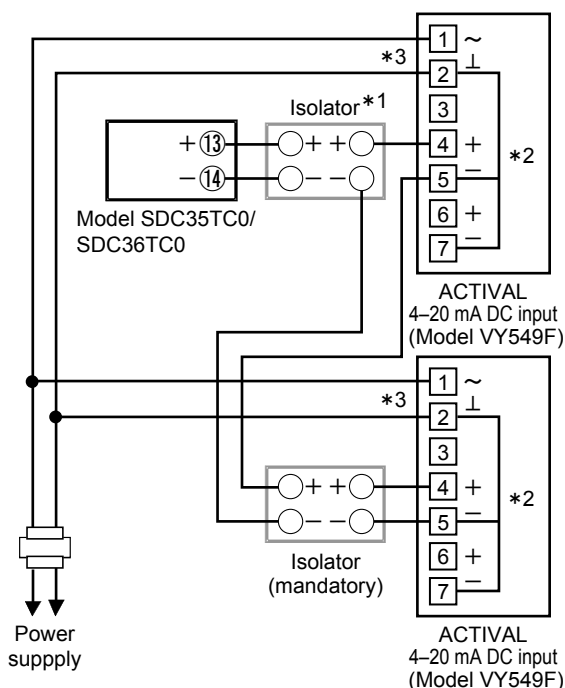 1 ~
*3 2 ⊥
Isolator*1
3
+⑬ + + 4 +
*2
−⑭ − − 5 −
6 +
Model SDC35TC0/
SDC36TC0
7 −
ACTIVAL
4–20 mA DC input
(Model VY549F)
1 ~
*3 2 ⊥
3
+ + 4 +
*2
− − 5 −
Isolator
(mandatory)
6 +
7 −
Power
suppply
ACTIVAL
4–20 mA DC input
(Model VY549F)